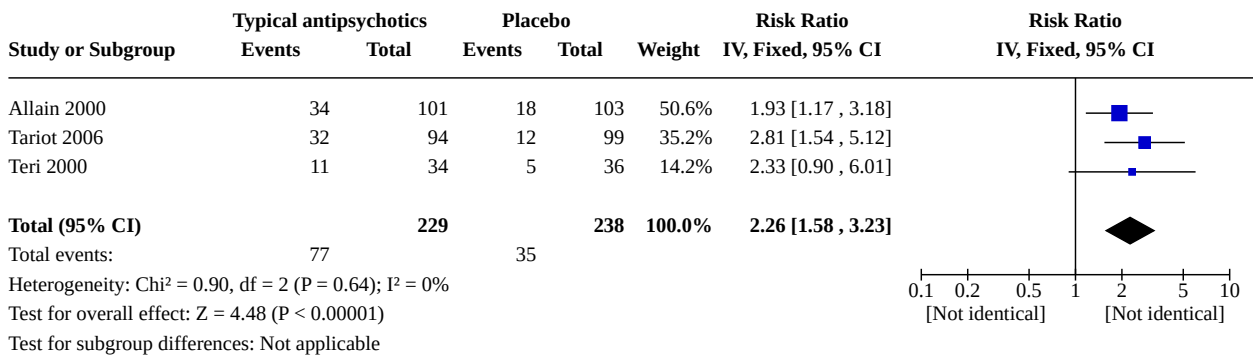 Typical antipsychotics Placebo Risk Ratio Risk Ratio
Study or Subgroup Events Total Events Total Weight IV, Fixed, 95% CI IV, Fixed, 95% CI
Allain 2000 34 101 18 103 50.6% 1.93 [1.17 , 3.18]
Tariot 2006 32 94 12 99 35.2% 2.81 [1.54 , 5.12]
Teri 2000 11 34 5 36 14.2% 2.33 [0.90 , 6.01]
Total (95% CI) 229 238 100.0% 2.26 [1.58 , 3.23]
Total events: 77 35
Heterogeneity: Chi² = 0.90, df = 2 (P = 0.64); I² = 0%
0.1 0.2 0.5 1 2 5 10
Test for overall effect: Z = 4.48 (P < 0.00001) [Not identical] [Not identical]
Test for subgroup differences: Not applicable